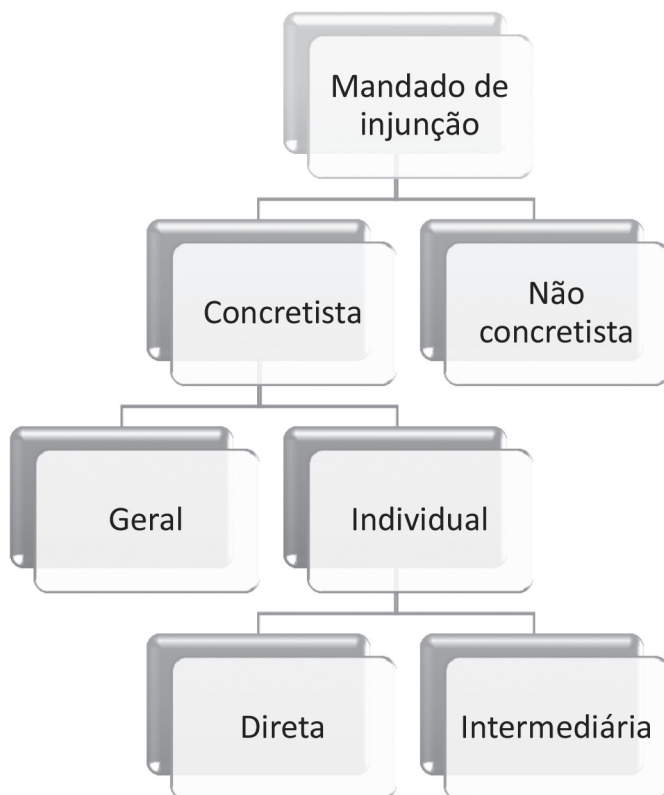 Mandado de
injunção
Concretista
Não
concretista
Geral
Individual
Direta
Intermediária